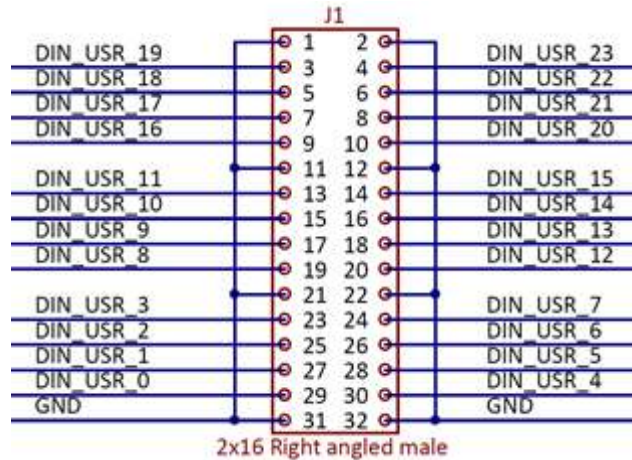 J1
1 2
DIN_USR_19 3 4 DIN_USR_23
DIN_USR_18 5 6 DIN_USR_22
DIN_USR_17 7 8 DIN_USR_21
DIN_USR_16 9 10 DIN_USR_20
11 12
DIN_USR_11 13 14 DIN_USR_15
DIN_USR_10 15 16 DIN_USR_14
DIN_USR_9 17 18 DIN_USR_13
DIN_USR_8 19 20 DIN_USR_12
21 22
DIN_USR_3 23 24 DIN_USR_7
DIN_USR_2 25 26 DIN_USR_6
DIN_USR_1 27 28 DIN_USR_5
DIN_USR_0 29 30 DIN_USR_4
GND 31 32 GND
2x16 Right angled male